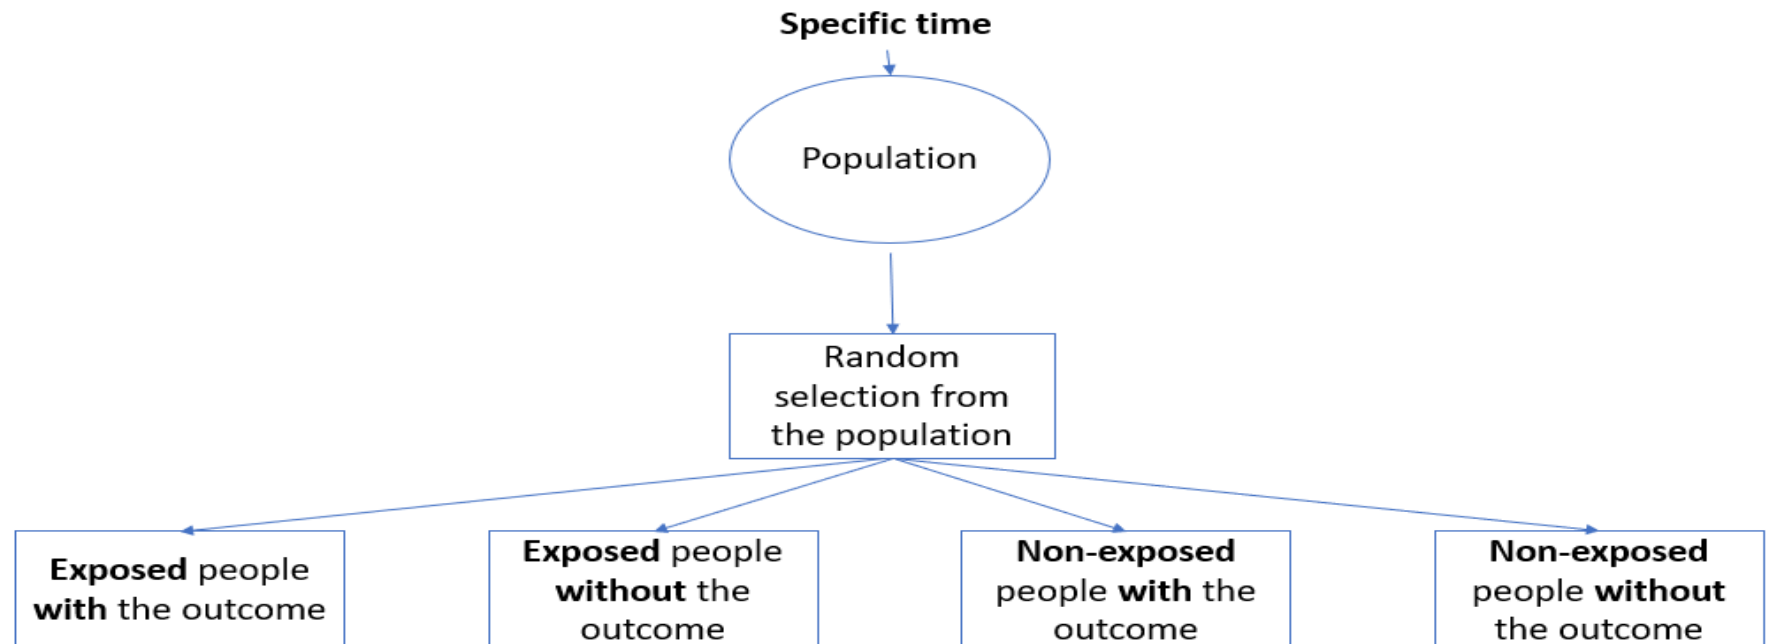 Specific time
Population
Random
selection from
the population
Exposed people
with the outcome
Exposed people
without the
outcome
Non-exposed
people with the
outcome
Non-exposed
people without
the outcome